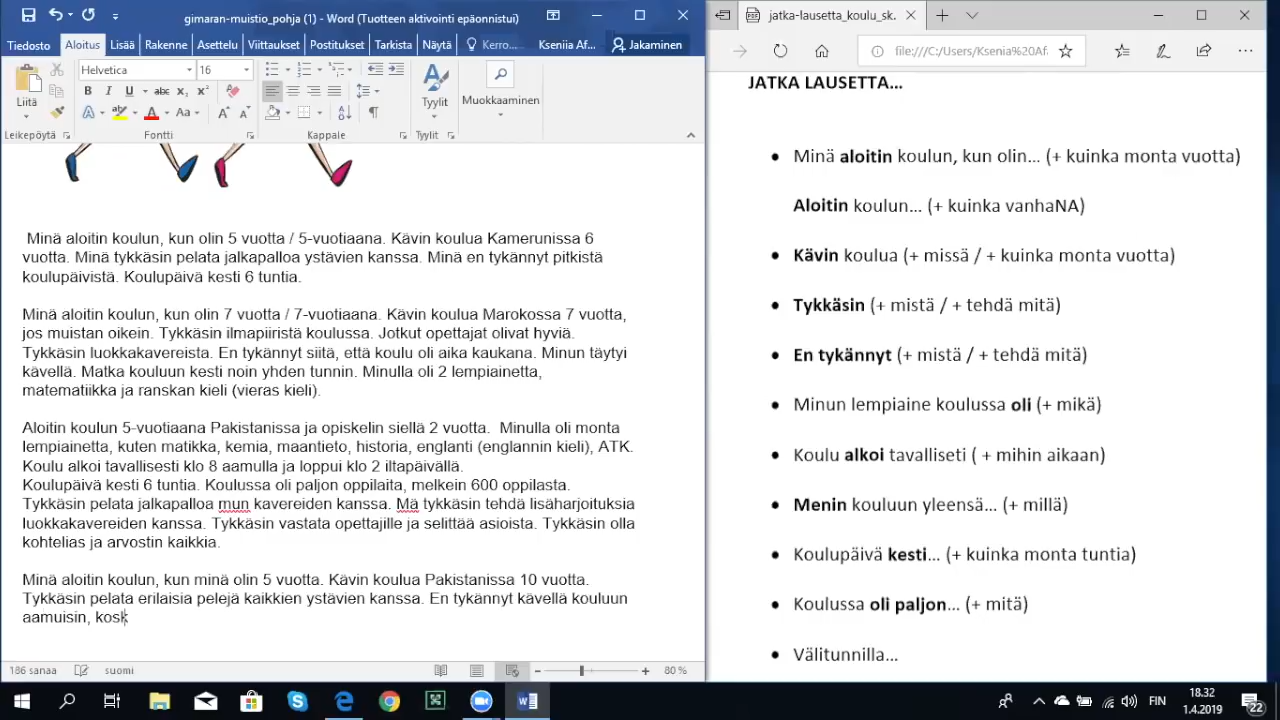 gimaran-muistio_pohja (1) - Word (Tuotteen aktivointi epäonnistui)
Tiedosto Aloitus Lisää Rakenne Asettelu Viittaukset Postitukset Tarkista Näytä Kerro... Kseniia Af... Jakaminen
Helvetica 16
Liitä
B I U abc x₂ x²
A A Aa
Tyylit
Muokkaaminen
Leikepöytä Fontti Kappale Tyylit
Minä aloitin koulun, kun olin 5 vuotta / 5-vuotiaana. Kävin koulua Kamerunissa 6
vuotta. Minä tykkäsin pelata jalkapalloa ystävien kanssa. Minä en tykännyt pitkistä
koulupäivistä. Koulupäivä kesti 6 tuntia.
Minä aloitin koulun, kun olin 7 vuotta / 7-vuotiaana. Kävin koulua Marokossa 7 vuotta,
jos muistan oikein. Tykkäsin ilmapiiristä koulussa. Jotkut opettajat olivat hyviä.
Tykkäsin luokkakavereista. En tykännyt siitä, että koulu oli aika kaukana. Minun täytyi
kävellä. Matka kouluun kesti noin yhden tunnin. Minulla oli 2 lempiainetta,
matematiikka ja ranskan kieli (vieras kieli).
Aloitin koulun 5-vuotiaana Pakistanissa ja opiskelin siellä 2 vuotta. Minulla oli monta
lempiainetta, kuten matikka, kemia, maantieto, historia, englanti (englannin kieli), ATK.
Koulu alkoi tavallisesti klo 8 aamulla ja loppui klo 2 iltapäivällä.
Koulupäivä kesti 6 tuntia. Koulussa oli paljon oppilaita, melkein 600 oppilasta.
Tykkäsin pelata jalkapalloa mun kavereiden kanssa. Mä tykkäsin tehdä lisäharjoituksia
luokkakavereiden kanssa. Tykkäsin vastata opettajille ja selittää asioista. Tykkäsin olla
kohtelias ja arvostin kaikkia.
Minä aloitin koulun, kun minä olin 5 vuotta. Kävin koulua Pakistanissa 10 vuotta.
Tykkäsin pelata erilaisia pelejä kaikkien ystävien kanssa. En tykännyt kävellä kouluun
aamuisin, kosk
186 sanaa suomi 80 %
jatka-lausetta_koulu_sk.
file:///C:/Users/Ksenia%20Afa
JATKA LAUSETTA...
• Minä aloitin koulun, kun olin... (+ kuinka monta vuotta)
Aloitin koulun... (+ kuinka vanhaNA)
• Kävin koulua (+ missä / + kuinka monta vuotta)
• Tykkäsin (+ mistä / + tehdä mitä)
• En tykännyt (+ mistä / + tehdä mitä)
• Minun lempiaine koulussa oli (+ mikä)
• Koulu alkoi tavalliseti ( + mihin aikaan)
• Menin kouluun yleensä... (+ millä)
• Koulupäivä kesti... (+ kuinka monta tuntia)
• Koulussa oli paljon... (+ mitä)
• Välitunnilla...
FIN 18.32
1.4.2019 22